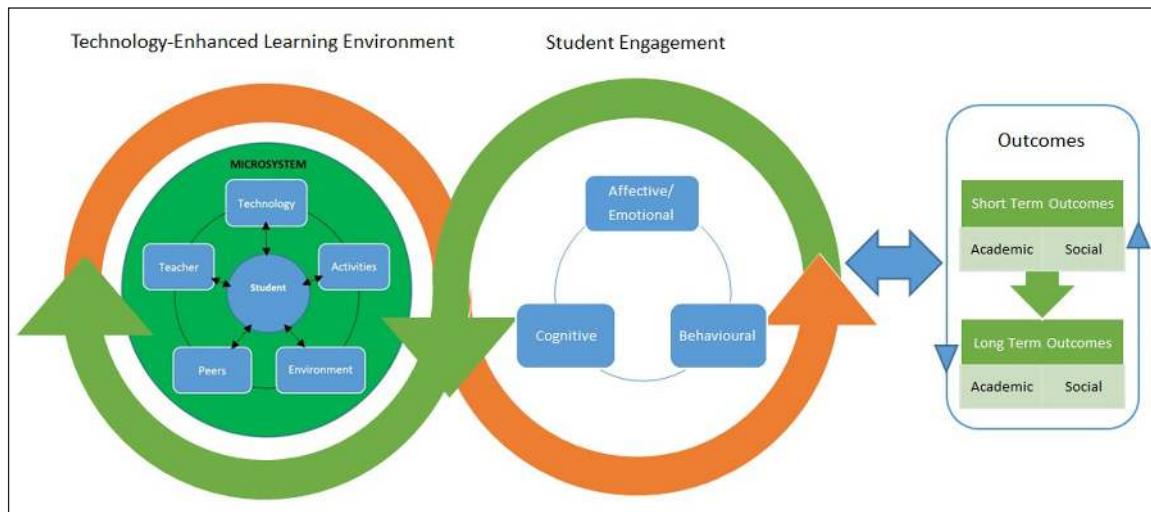 Technology-Enhanced Learning Environment
Student Engagement
MICROSYSTEM
Technology
Teacher
Activities
Student
Peers
Environment
Affective/
Emotional
Cognitive
Behavioural
Outcomes
Short Term Outcomes
Academic Social
Long Term Outcomes
Academic Social